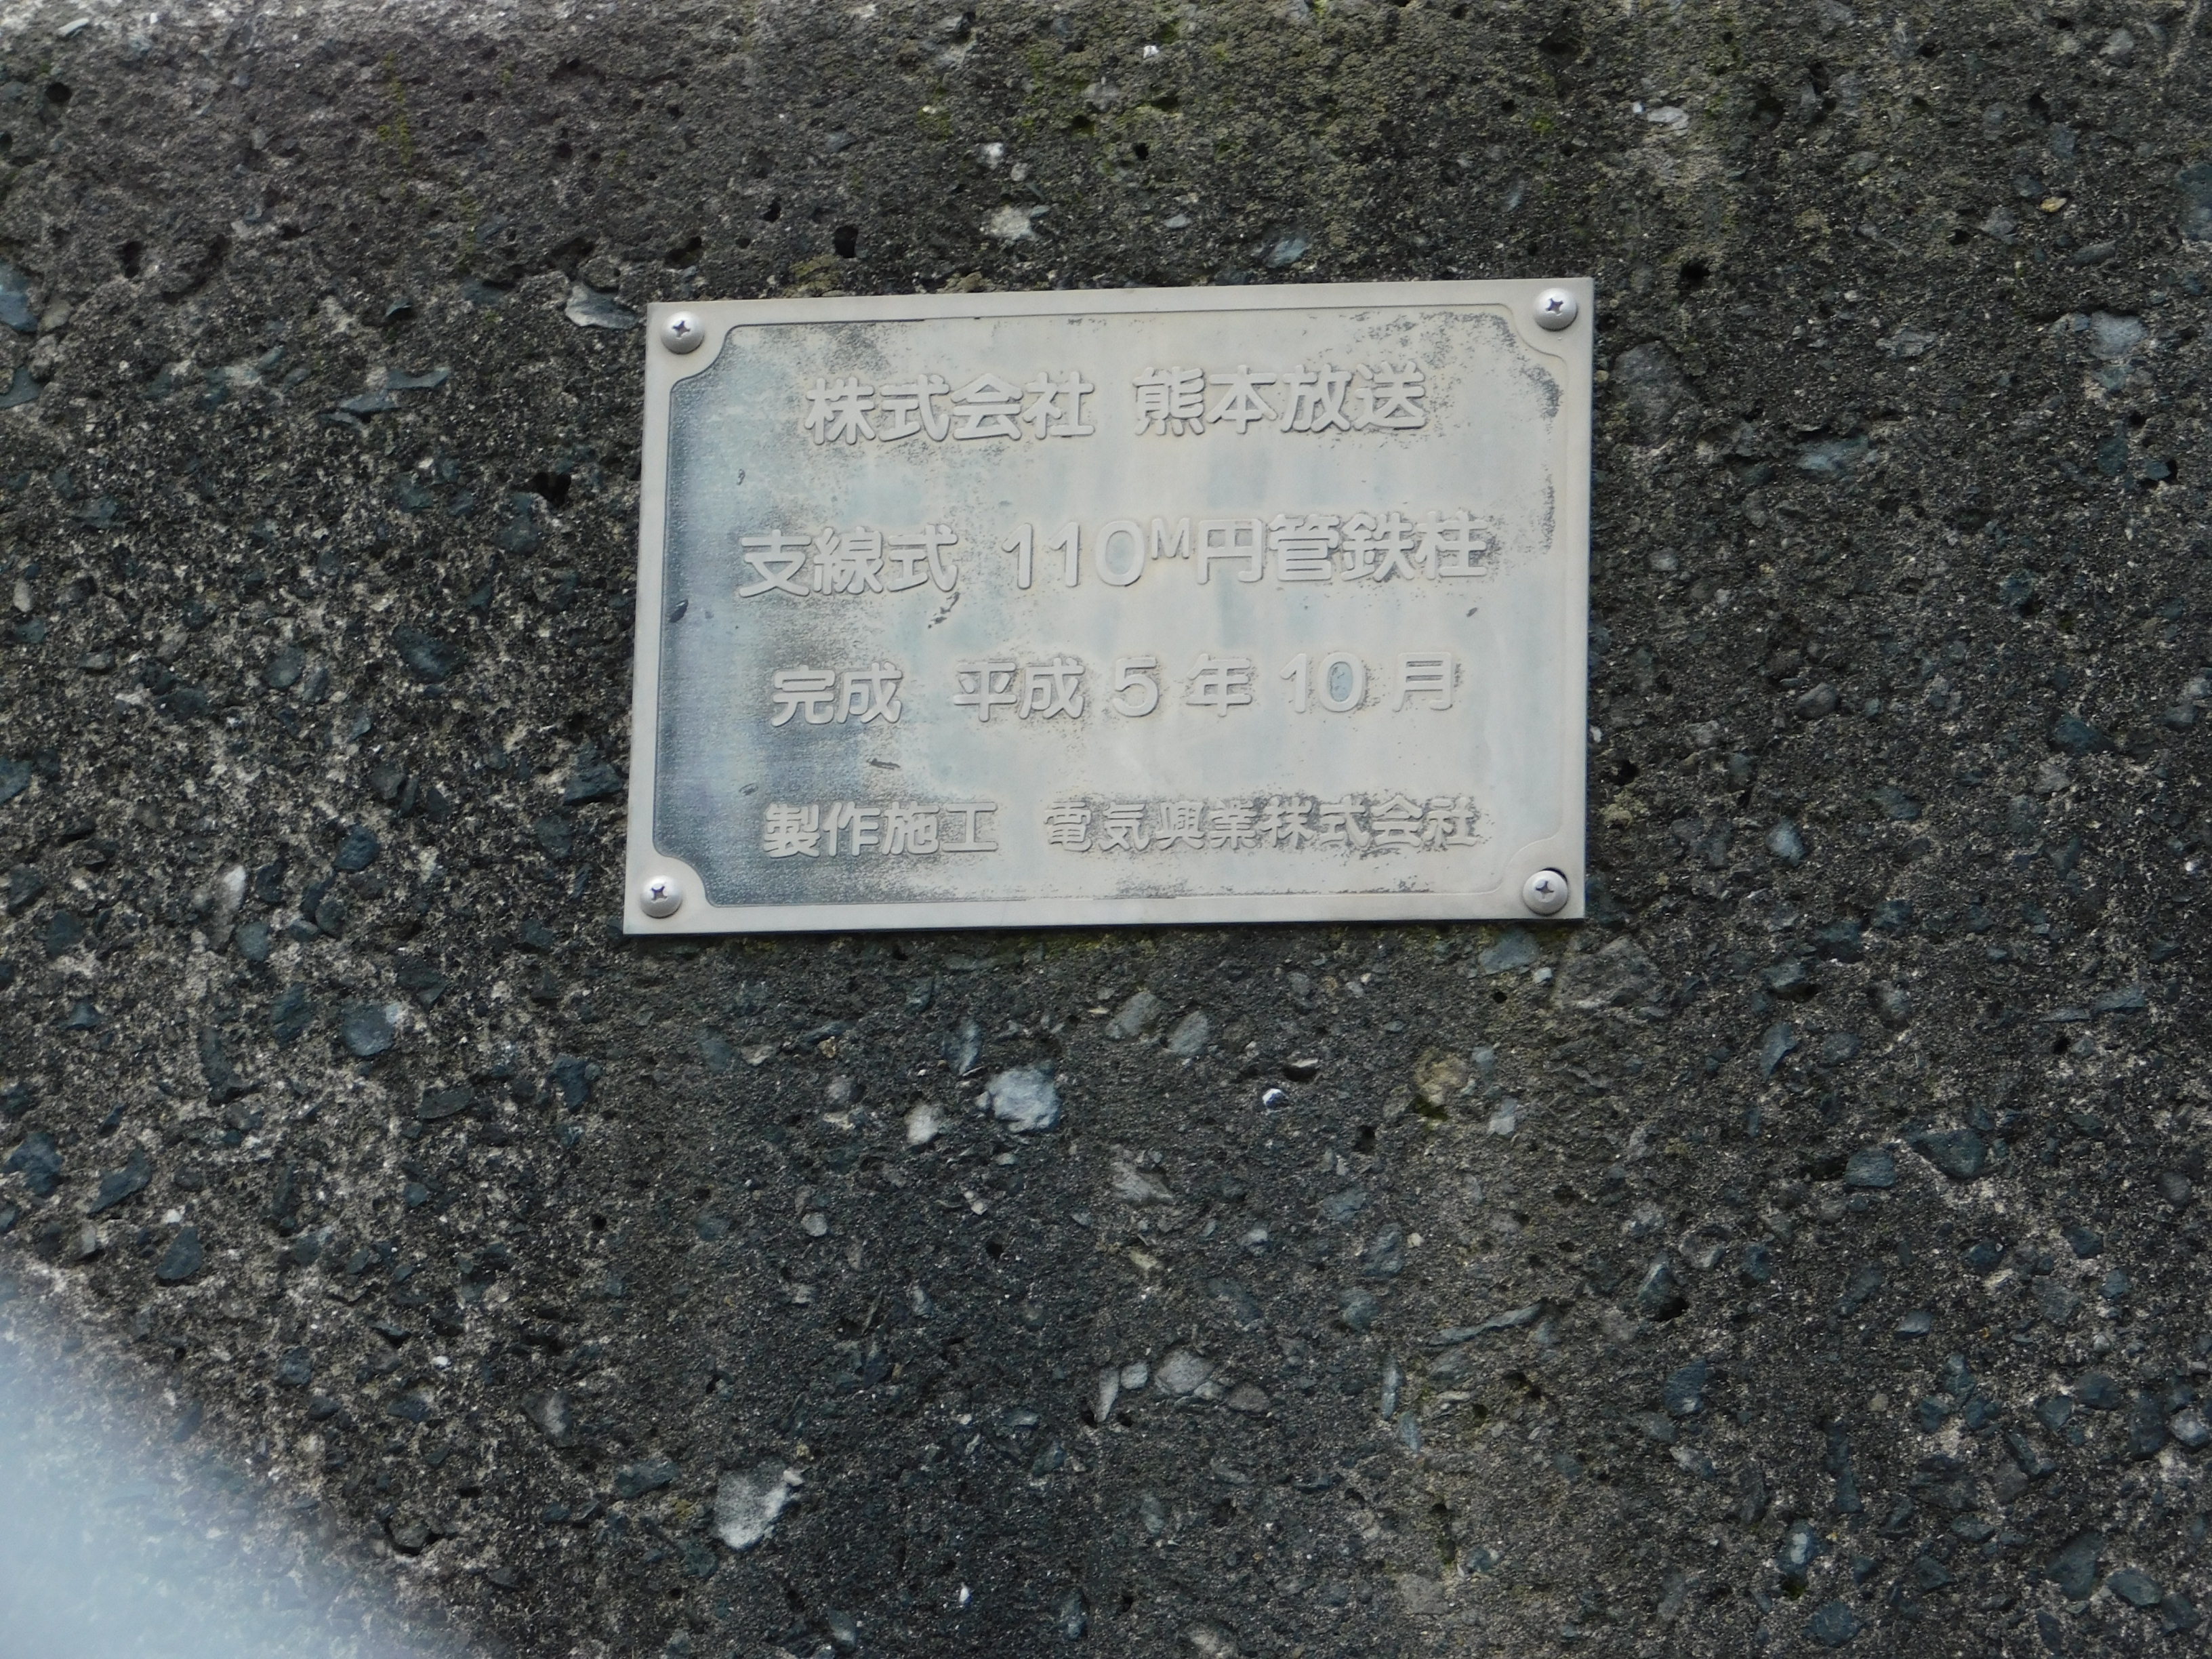 株式会社 熊本放送
支線式 110M円管鉄柱
完成 平成5年10月
製作施工 電気興業株式会社